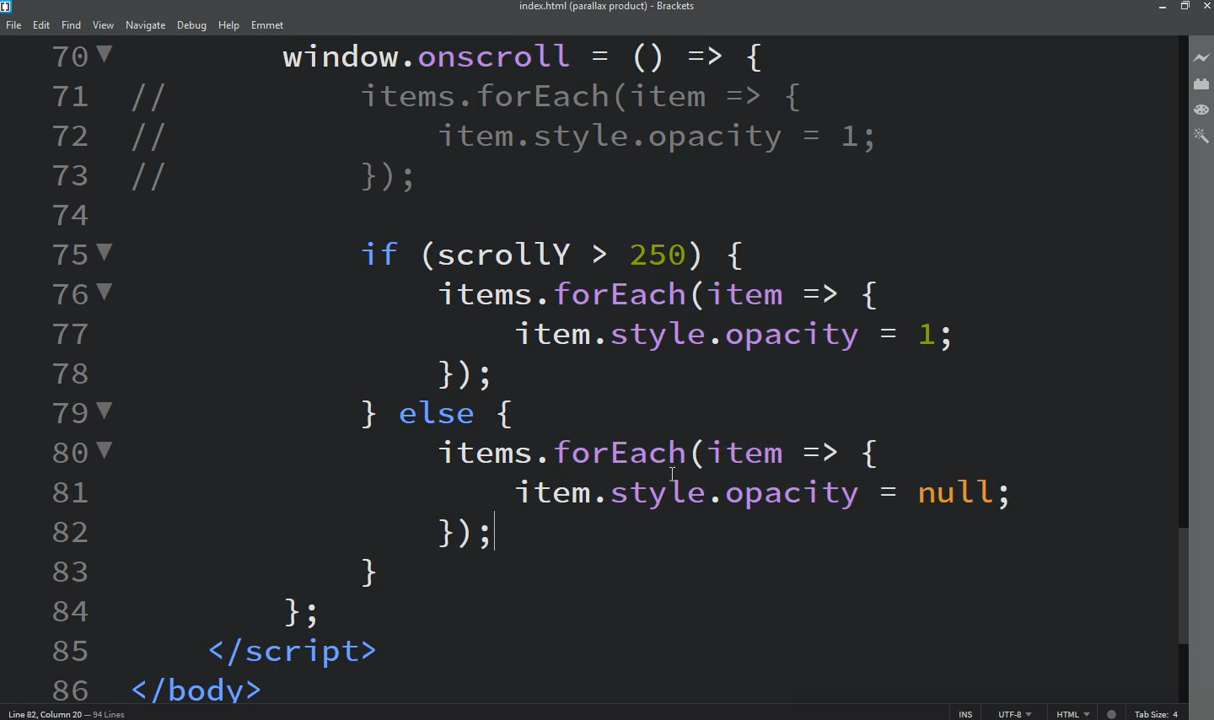 index.html (parallax product) - Brackets
File Edit Find View Navigate Debug Help Emmet
70 window.onscroll = () => {
71 // items.forEach(item => {
72 // item.style.opacity = 1;
73 // });
74
75 if (scrollY > 250) {
76 items.forEach(item => {
77 item.style.opacity = 1;
78 });
79 } else {
80 items.forEach(item => {
81 item.style.opacity = null;
82 });
83 }
84 };
85 </script>
86 </body>
Line 82, Column 20 — 94 Lines INS UTF-8 HTML Tab Size: 4